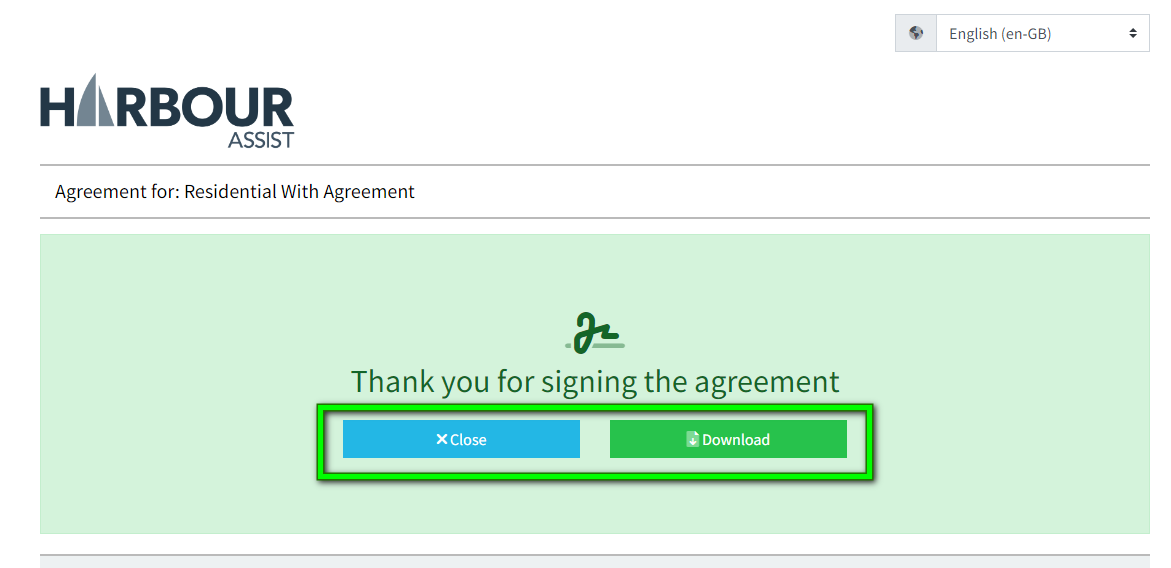 English (en-GB)
HARBOUR
ASSIST
Agreement for: Residential With Agreement
Thank you for signing the agreement
Close
Download